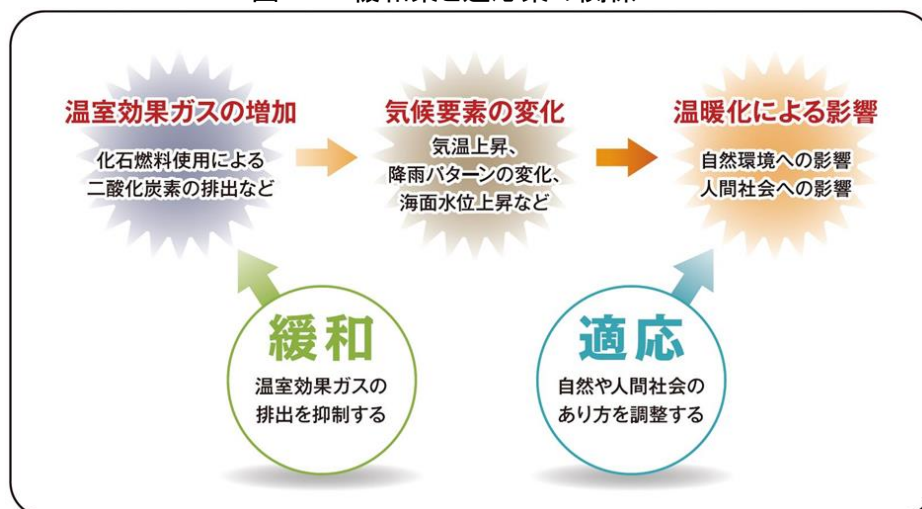 温室効果ガスの増加
化石燃料使用による
二酸化炭素の排出など
気候要素の変化
気温上昇、
降雨パターンの変化、
海面水位上昇など
温暖化による影響
自然環境への影響
人間社会への影響
緩和
温室効果ガスの
排出を抑制する
適応
自然や人間社会の
あり方を調整する